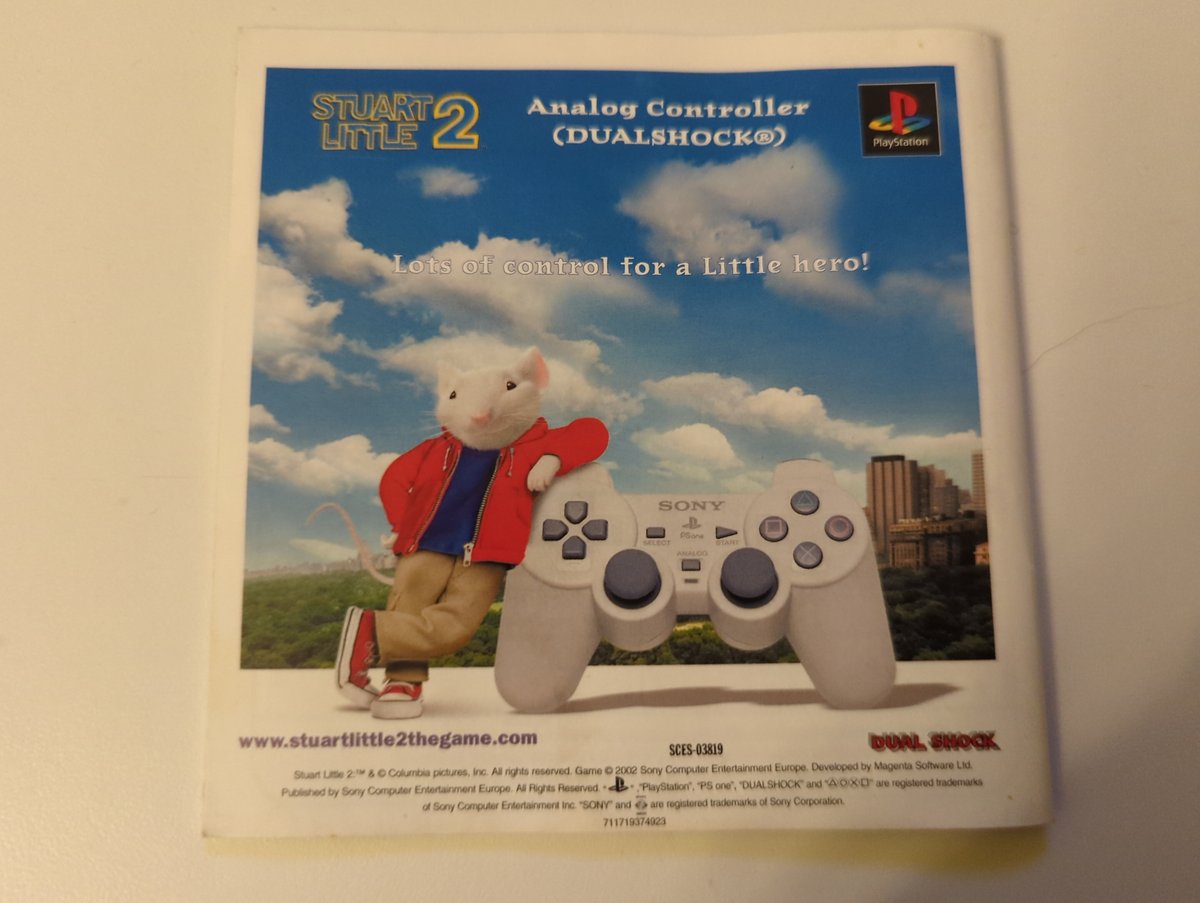 STUART
LITTLE 2
Analog Controller
(DUALSHOCK®)
PlayStation
Lots of control for a Little hero!
SONY
PS one
SELECT
START
ANALOG
www.stuartlittle2thegame.com
SCES-03819
DUAL SHOCK
Stuart Little 2:™ & © Columbia pictures, Inc. All rights reserved. Game © 2002 Sony Computer Entertainment Europe. Developed by Magenta Software Ltd.
Published by Sony Computer Entertainment Europe. All Rights Reserved. " " ,"PlayStation", "PS one", "DUALSHOCK" and "△○✕□" are registered trademarks
of Sony Computer Entertainment Inc. "SONY" and are registered trademarks of Sony Corporation.
711719374923